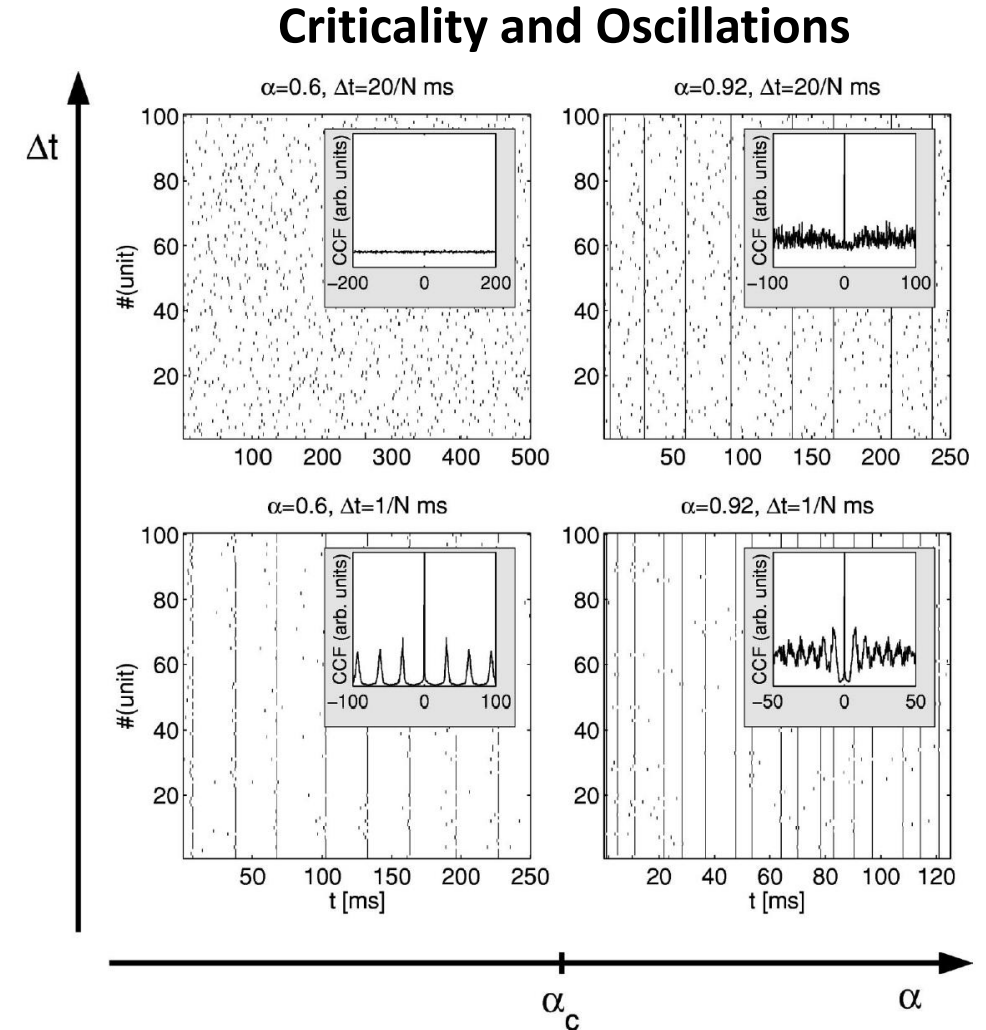 Criticality and Oscillations
Δt
α=0.6, Δt=20/N ms
100
80
60
40
20
#(unit)
CCF (arb. units)
−200 0 200
100 200 300 400 500
α=0.92, Δt=20/N ms
100
80
60
40
20
CCF (arb. units)
−100 0 100
50 100 150 200 250
α=0.6, Δt=1/N ms
100
80
60
40
20
#(unit)
CCF (arb. units)
−100 0 100
50 100 150 200 250
t [ms]
α=0.92, Δt=1/N ms
100
80
60
40
20
CCF (arb. units)
−50 0 50
20 40 60 80 100 120
t [ms]
αc
α